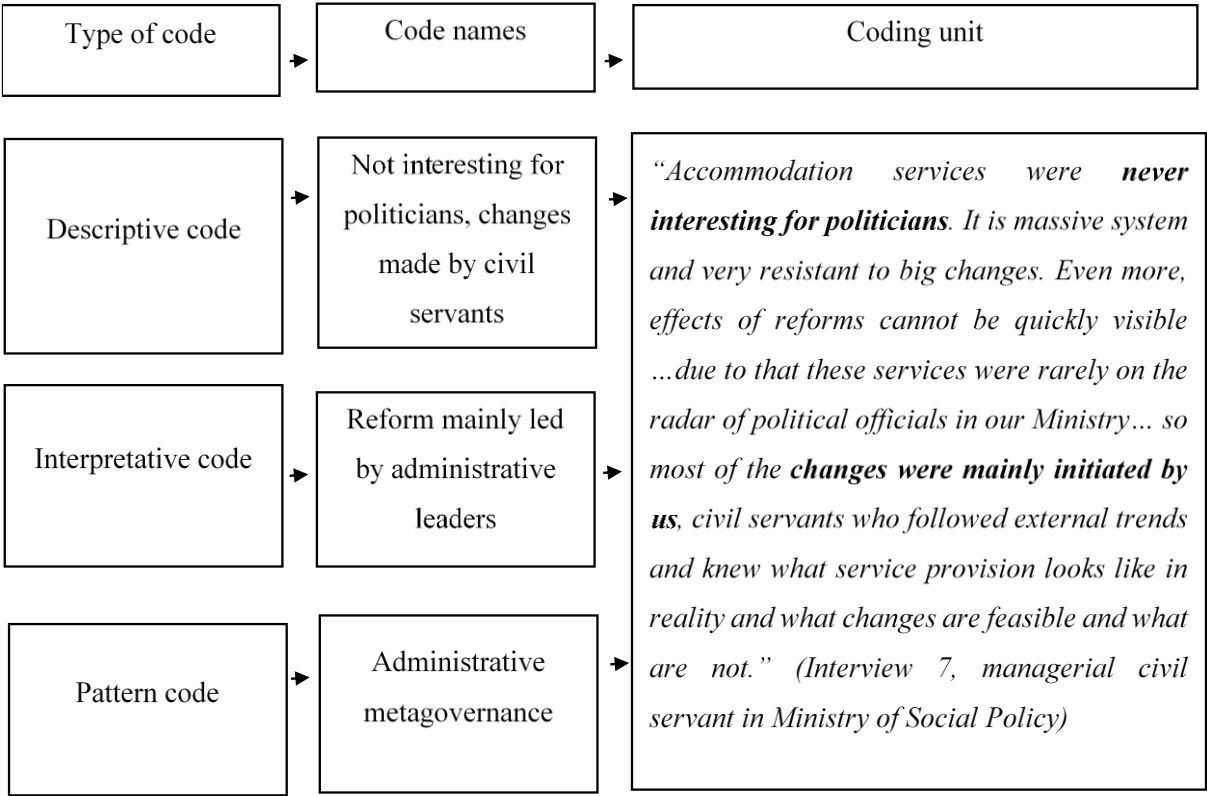 Type of code
Code names
Coding unit
Descriptive code
Not interesting for
politicians, changes
made by civil
servants
“Accommodation services were never
interesting for politicians. It is massive system
and very resistant to big changes. Even more,
effects of reforms cannot be quickly visible
…due to that these services were rarely on the
radar of political officials in our Ministry… so
most of the changes were mainly initiated by
us, civil servants who followed external trends
and knew what service provision looks like in
reality and what changes are feasible and what
are not.” (Interview 7, managerial civil
servant in Ministry of Social Policy)
Interpretative code
Reform mainly led
by administrative
leaders
Pattern code
Administrative
metagovernance